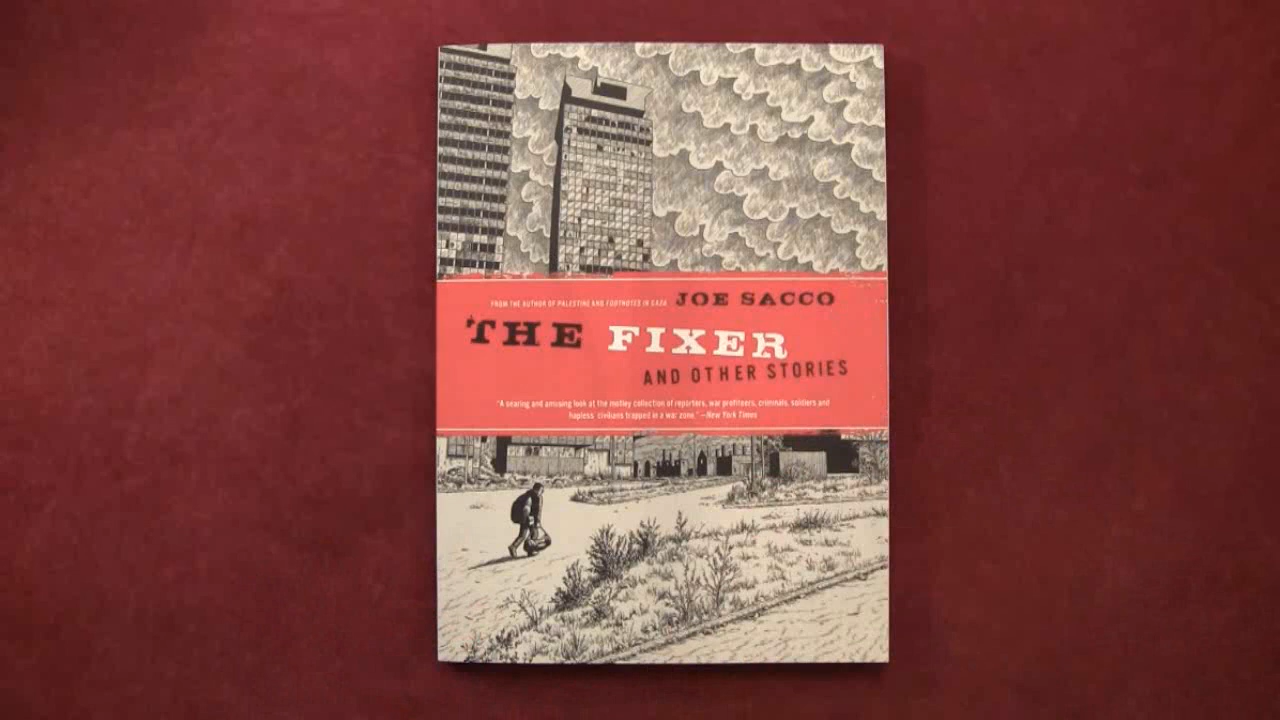 FROM THE AUTHOR OF PALESTINE AND FOOTNOTES IN GAZA JOE SACCO
THE FIXER
AND OTHER STORIES
"A searing and amusing look at the motley collection of reporters, war profiteers, criminals, soldiers and
hapless civilians trapped in a war zone." —New York Times